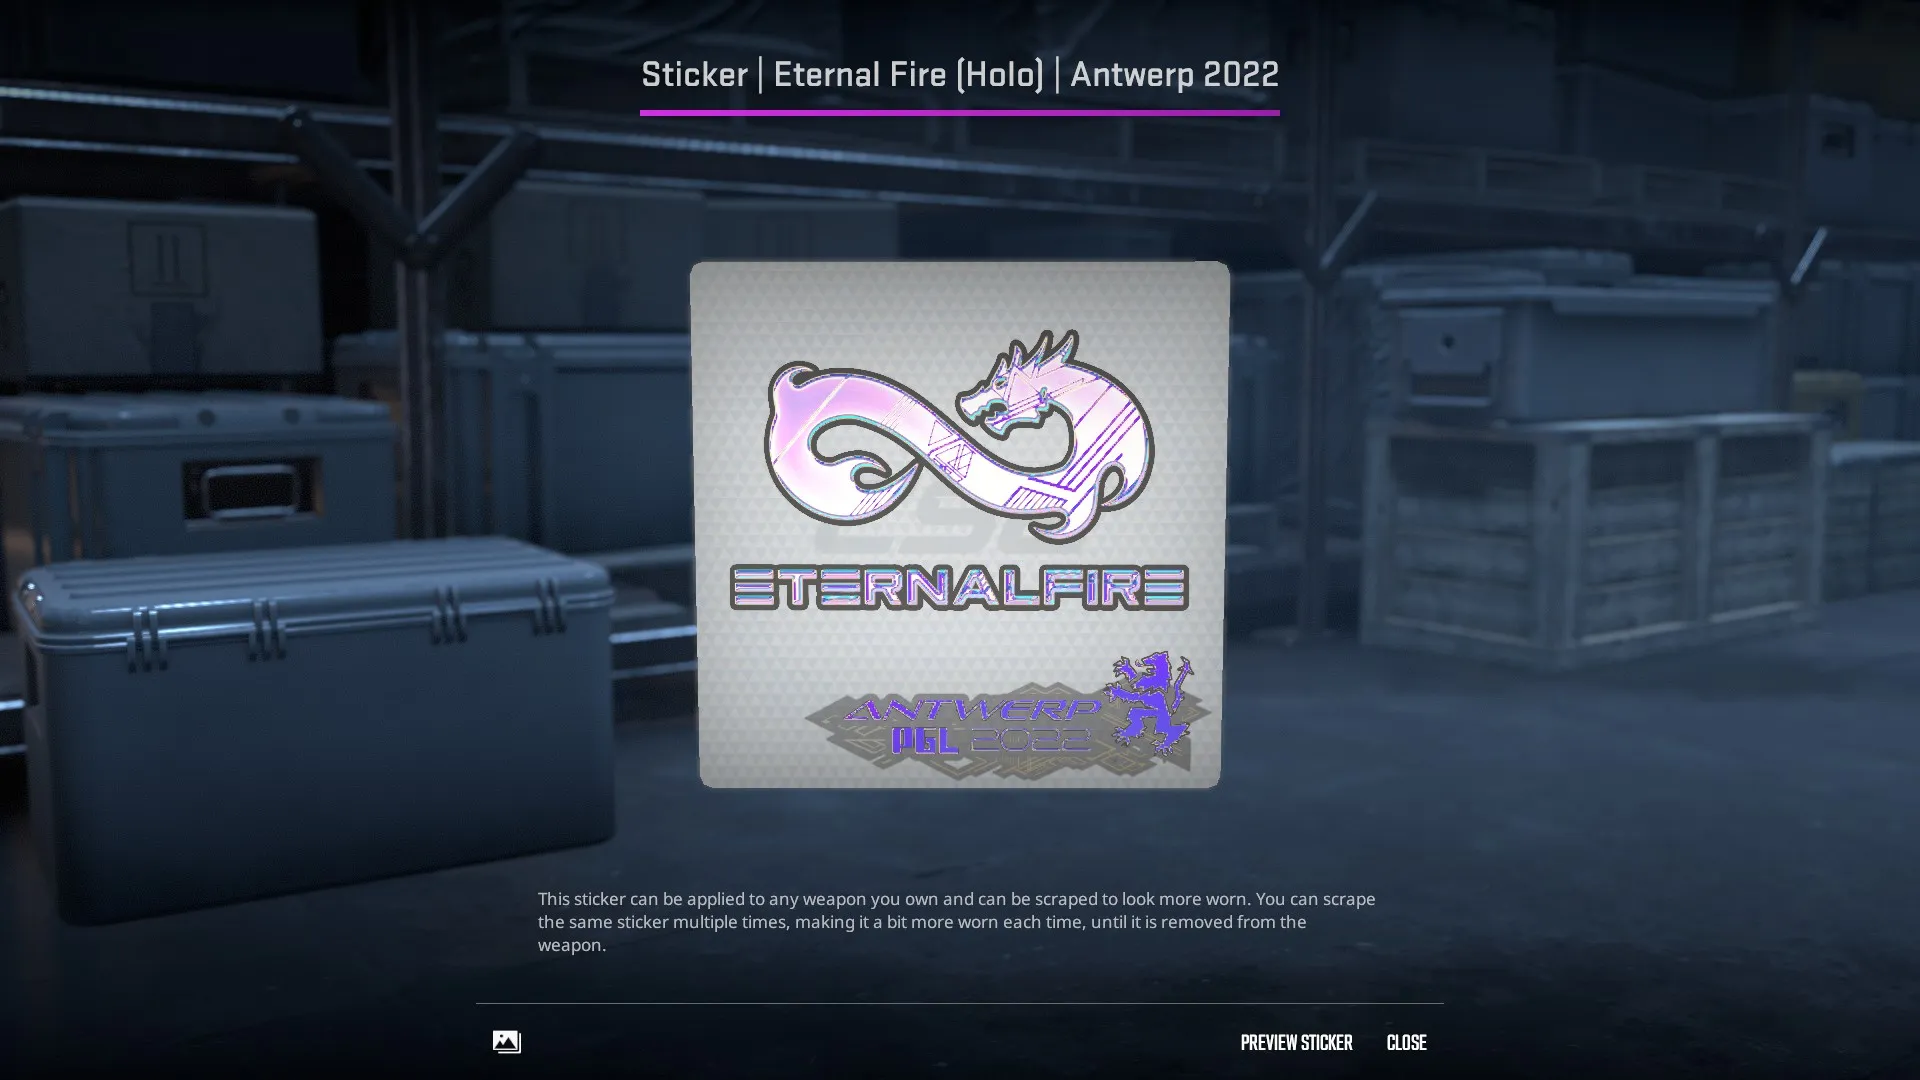 Sticker | Eternal Fire (Holo) | Antwerp 2022
ETERNALFIRE
ANTWERP
PGL 2022
This sticker can be applied to any weapon you own and can be scraped to look more worn. You can scrape
the same sticker multiple times, making it a bit more worn each time, until it is removed from the
weapon.
PREVIEW STICKER CLOSE